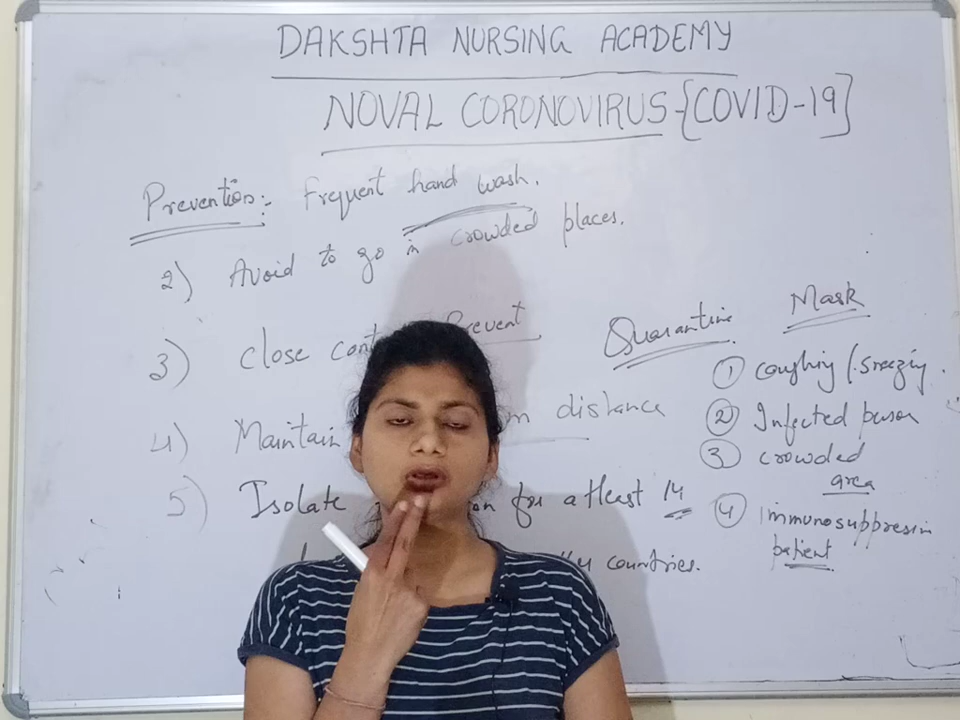 DAKSHTA NURSING ACADEMY
NOVAL CORONOVIRUS-{COVID-19]
Prevention:- Frequent hand wash.
2) Avoid to go in crowded places.
3) close Prevent
4) Maintain distance
5) Isolate for atleast 14
countries.
Quarantine
Mask
① coughing /.sneezing.
② Infected person
③ crowded
area
④ immunosuppression
patient